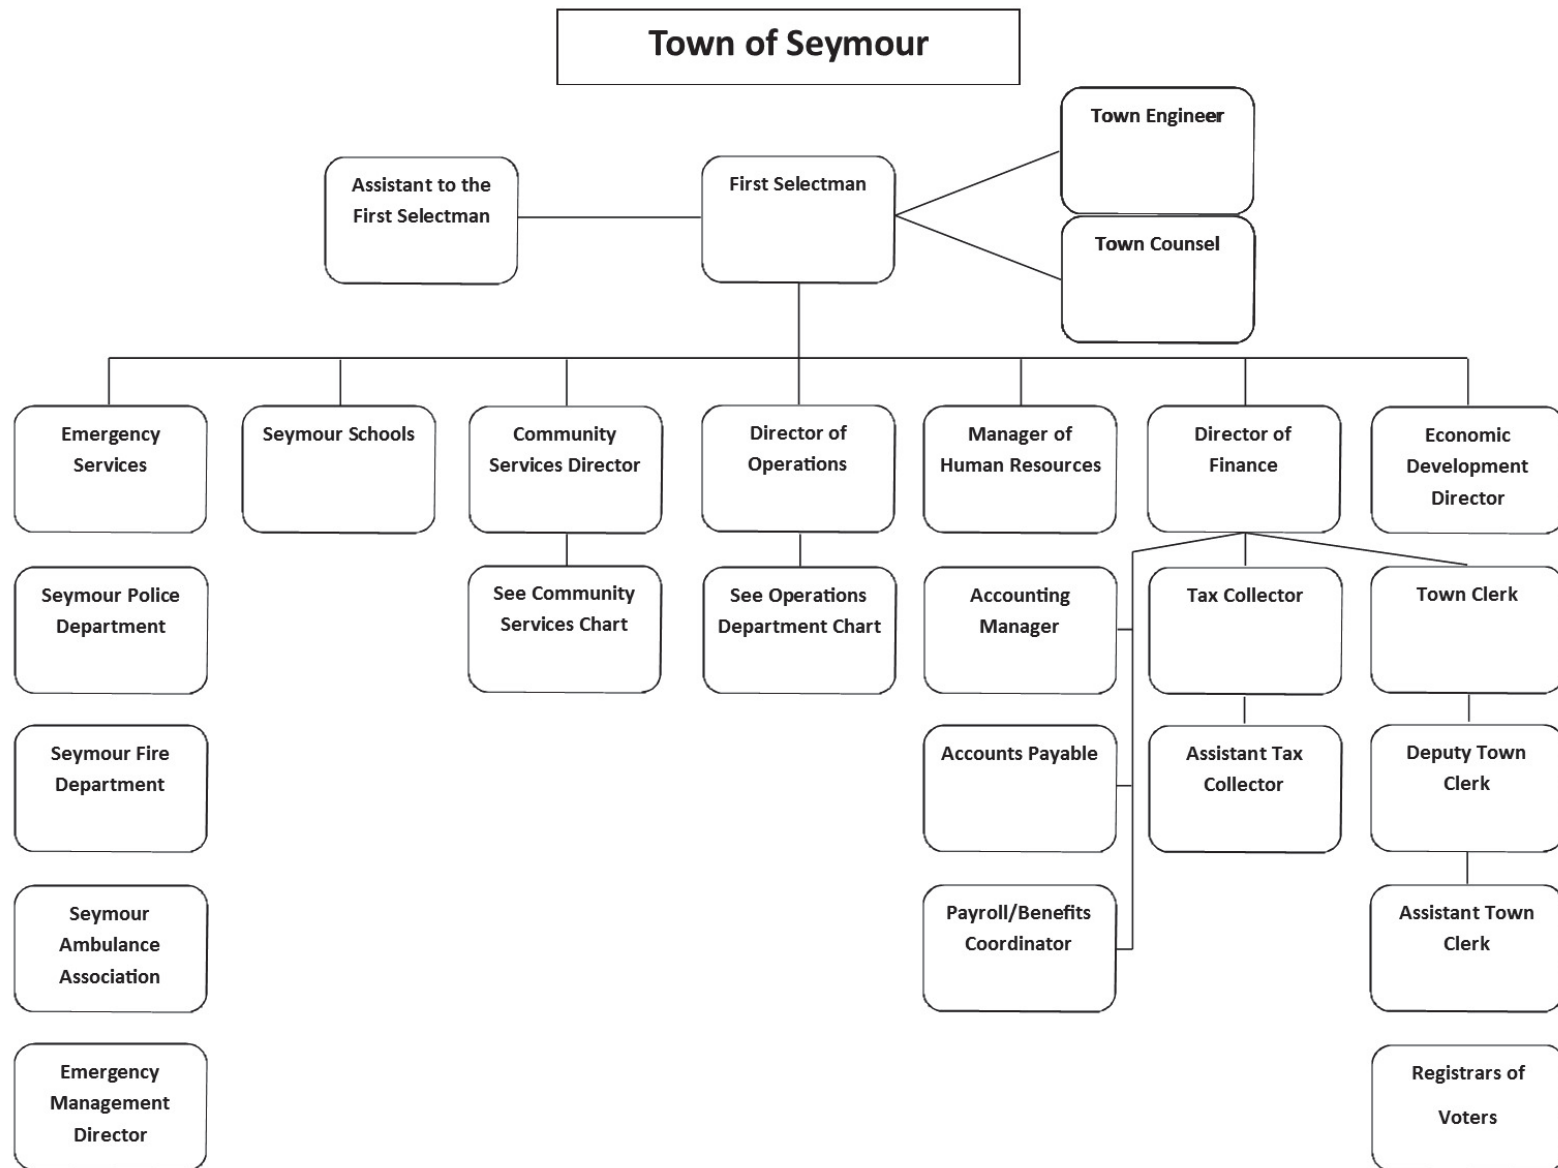 Town of Seymour
Town Engineer
Assistant to the
First Selectman
First Selectman
Town Counsel
Emergency
Services
Seymour Schools
Community
Services Director
Director of
Operations
Manager of
Human Resources
Director of
Finance
Economic
Development
Director
Seymour Police
Department
See Community
Services Chart
See Operations
Department Chart
Accounting
Manager
Tax Collector
Town Clerk
Seymour Fire
Department
Accounts Payable
Assistant Tax
Collector
Deputy Town
Clerk
Seymour
Ambulance
Association
Payroll/Benefits
Coordinator
Assistant Town
Clerk
Emergency
Management
Director
Registrars of
Voters